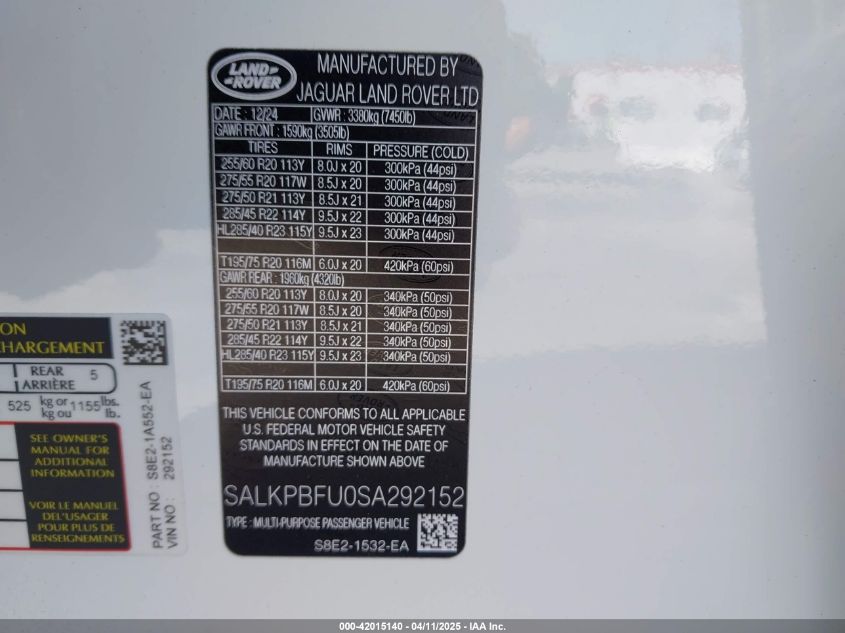 LAND
ROVER
MANUFACTURED BY
JAGUAR LAND ROVER LTD
DATE : 12/24 GVWR : 3380kg (7450lb)
GAWR FRONT : 1590kg (3505lb)
TIRES RIMS PRESSURE (COLD)
255/60 R20 113Y 8.0J x 20 300kPa (44psi)
275/55 R20 117W 8.5J x 20 300kPa (44psi)
275/50 R21 113Y 8.5J x 21 300kPa (44psi)
285/45 R22 114Y 9.5J x 22 300kPa (44psi)
HL285/40 R23 115Y 9.5J x 23 300kPa (44psi)
T195/75 R20 116M 6.0J x 20 420kPa (60psi)
GAWR REAR : 1960kg (4320lb)
255/60 R20 113Y 8.0J x 20 340kPa (50psi)
275/55 R20 117W 8.5J x 20 340kPa (50psi)
275/50 R21 113Y 8.5J x 21 340kPa (50psi)
285/45 R22 114Y 9.5J x 22 340kPa (50psi)
HL285/40 R23 115Y 9.5J x 23 340kPa (50psi)
T195/75 R20 116M 6.0J x 20 420kPa (60psi)
THIS VEHICLE CONFORMS TO ALL APPLICABLE
U.S. FEDERAL MOTOR VEHICLE SAFETY
STANDARDS IN EFFECT ON THE DATE OF
MANUFACTURE SHOWN ABOVE
SALKPBFU0SA292152
TYPE : MULTI-PURPOSE PASSENGER VEHICLE
S8E2-1532-EA
ON
CHARGEMENT
REAR 5
ARRIÈRE
525 kg or 1155 lbs.
kg ou lb.
SEE OWNER'S
MANUAL FOR
ADDITIONAL
INFORMATION
VOIR LE MANUEL
DEL'USAGER
POUR PLUS DE
RENSEIGNEMENTS
PART NO : S8E2-1A552-EA
VIN NO : 292152
000-42015140 - 04/11/2025 - IAA Inc.